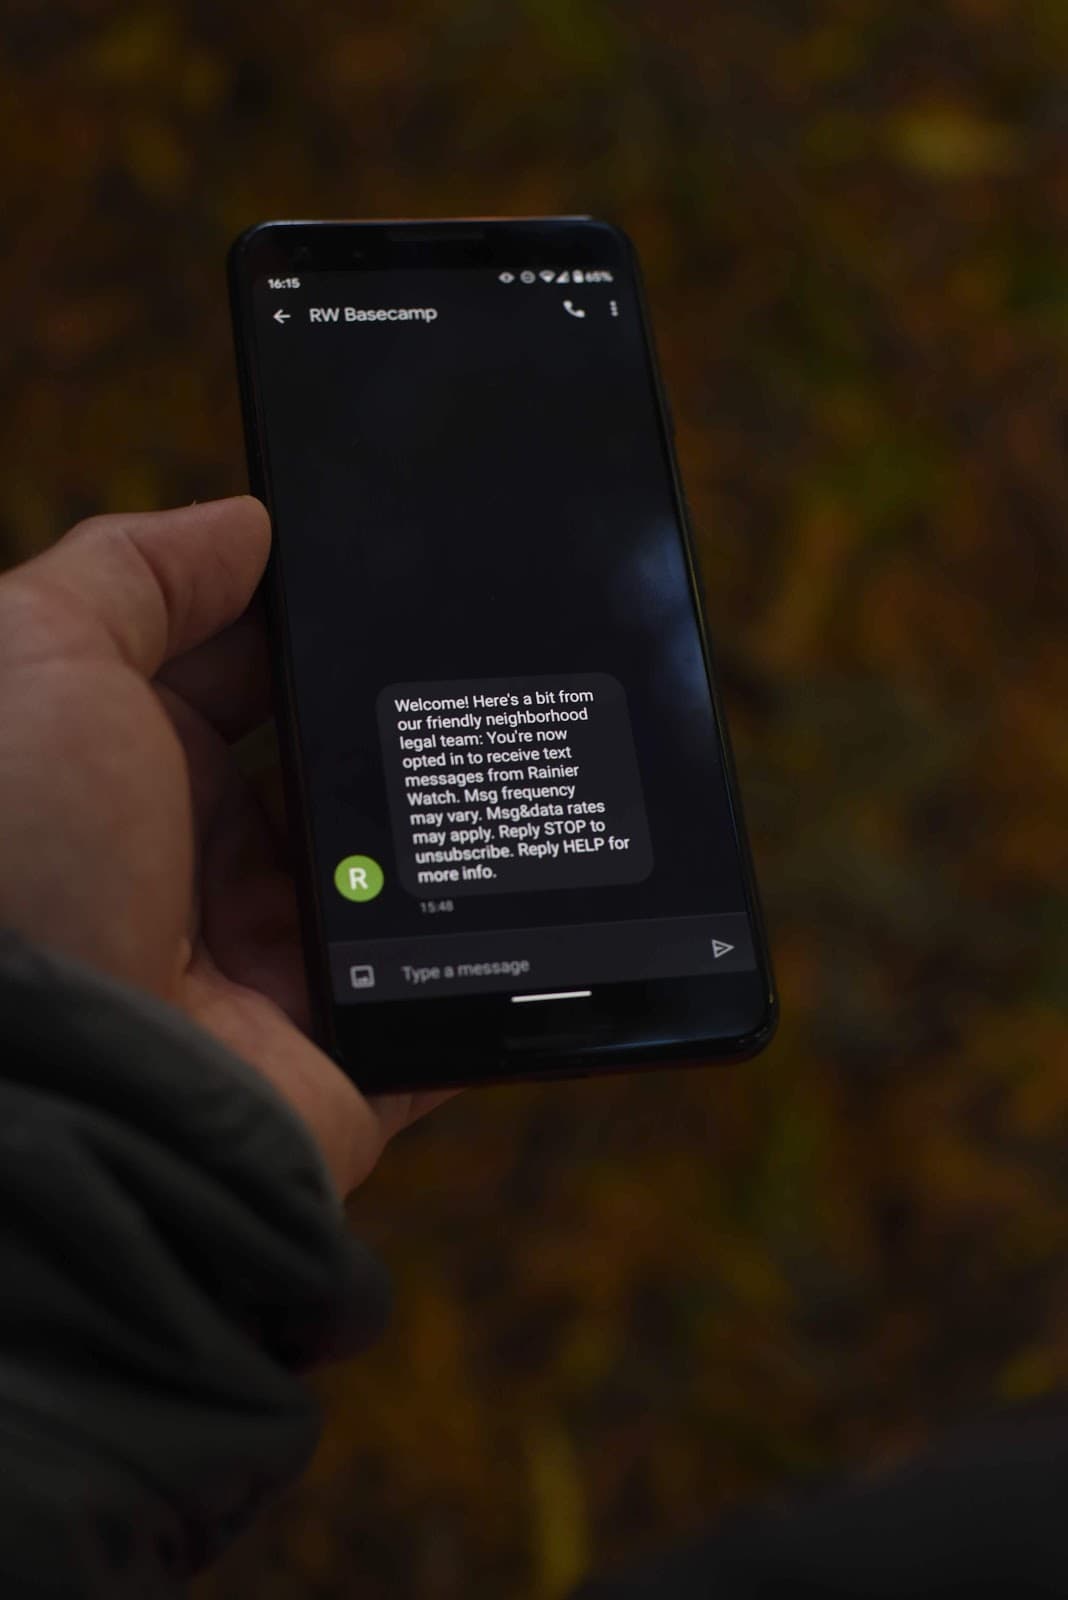 16:15
65%
RW Basecamp
Welcome! Here's a bit from
our friendly neighborhood
legal team: You're now
opted in to receive text
messages from Rainier
Watch. Msg frequency
may vary. Msg&data rates
may apply. Reply STOP to
unsubscribe. Reply HELP for
more info.
R
15:48
Type a message